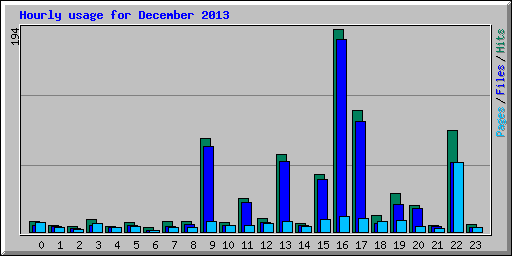 Hourly usage for December 2013
194
Pages/Files/Hits
0 1 2 3 4 5 6 7 8 9 10 11 12 13 14 15 16 17 18 19 20 21 22 23